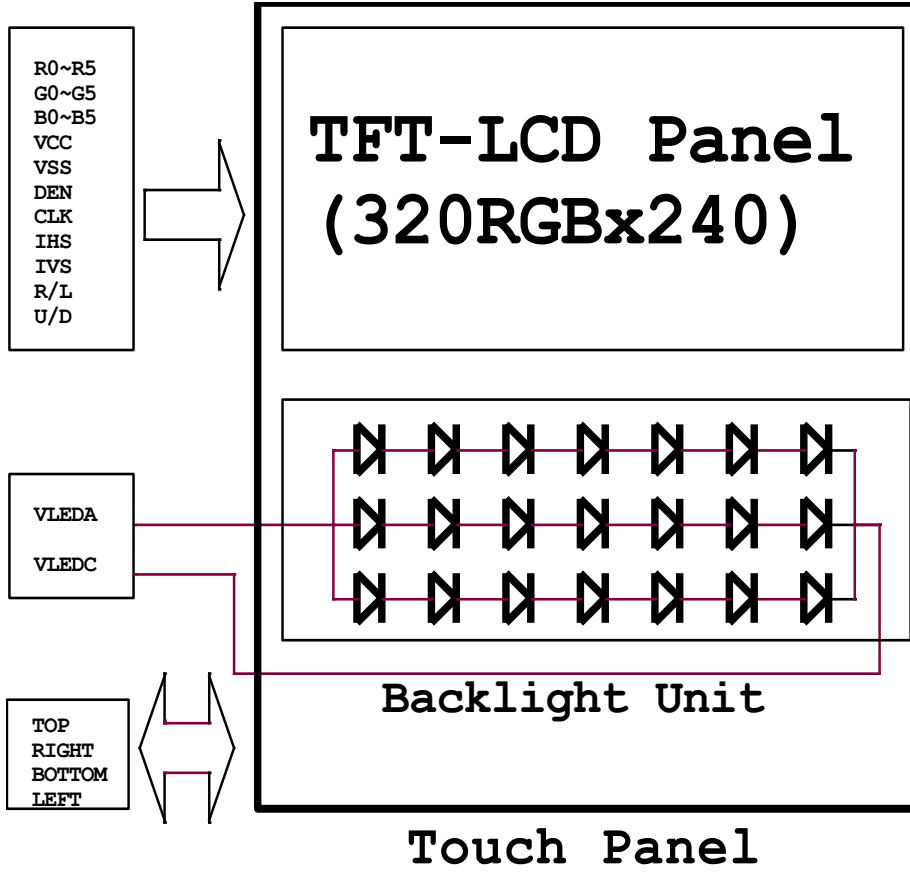 R0~R5
G0~G5
B0~B5
VCC
VSS
DEN
CLK
IHS
IVS
R/L
U/D
TFT-LCD Panel
(320RGBx240)
VLEDA
VLEDC
Backlight Unit
TOP
RIGHT
BOTTOM
LEFT
Touch Panel